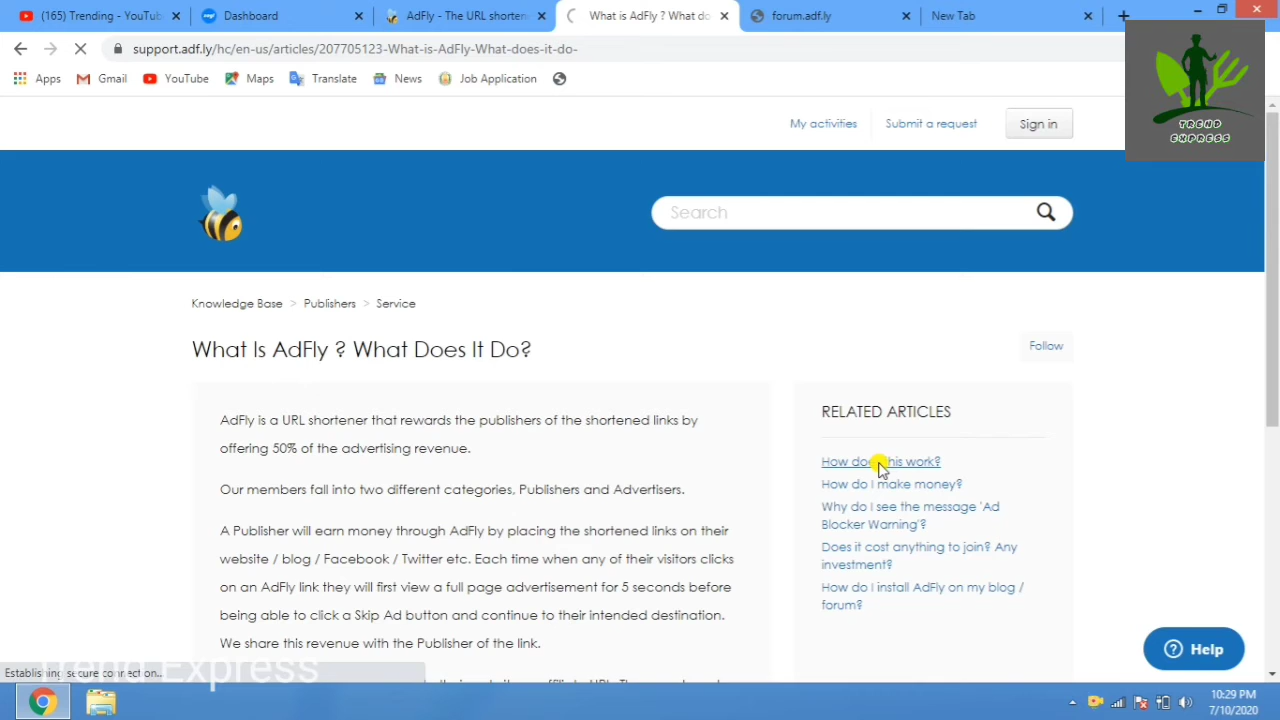 (165) Trending - YouTub
Dashboard
AdFly - The URL shorten
What is AdFly ? What do
forum.adf.ly
New Tab
support.adf.ly/hc/en-us/articles/207705123-What-is-AdFly-What-does-it-do-
Apps
Gmail
YouTube
Maps
Translate
News
Job Application
TREND
EXPRESS
My activities
Submit a request
Sign in
Search
Knowledge Base > Publishers > Service
What Is AdFly ? What Does It Do?
Follow
AdFly is a URL shortener that rewards the publishers of the shortened links by
offering 50% of the advertising revenue.
Our members fall into two different categories, Publishers and Advertisers.
A Publisher will earn money through AdFly by placing the shortened links on their
website / blog / Facebook / Twitter etc. Each time when any of their visitors clicks
on an AdFly link they will first view a full page advertisement for 5 seconds before
being able to click a Skip Ad button and continue to their intended destination.
We share this revenue with the Publisher of the link.
RELATED ARTICLES
How does this work?
How do I make money?
Why do I see the message 'Ad
Blocker Warning'?
Does it cost anything to join? Any
investment?
How do I install AdFly on my blog /
forum?
Help
Establishing secure connection...
Trend Express
10:29 PM
7/10/2020